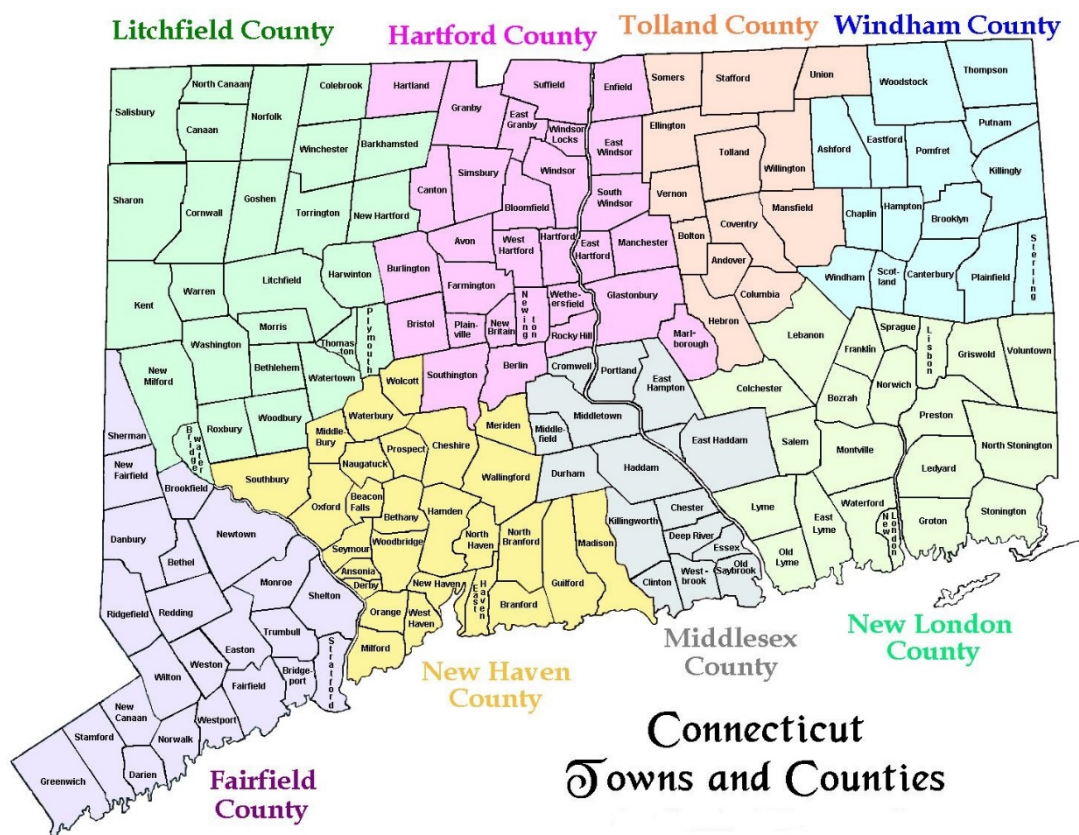 Litchfield County
Hartford County
Tolland County
Windham County
Salisbury
North Canaan
Canaan
Norfolk
Colebrook
Hartland
Winchester
Barkhamsted
Sharon
Cornwall
Goshen
Torrington
New Hartford
Kent
Warren
Litchfield
Harwinton
Washington
Morris
Thomas-
ton
Plymouth
Bethlehem
Watertown
New
Milford
Bridge
water
Roxbury
Woodbury
Granby
Suffield
East
Granby
Windsor
Locks
Enfield
East
Windsor
Canton
Simsbury
Windsor
Bloomfield
South
Windsor
Avon
West
Hartford
Hartford
East
Hartford
Manchester
Burlington
Farmington
Newing
ton
Wethe-
rsfield
Glastonbury
Bristol
Plain-
ville
New
Britain
Rocky Hill
Marl-
borough
Southington
Berlin
Somers
Stafford
Union
Ellington
Tolland
Willington
Vernon
Coventry
Mansfield
Bolton
Andover
Columbia
Hebron
Woodstock
Thompson
Putnam
Ashford
Eastford
Pomfret
Killingly
Chaplin
Hampton
Brooklyn
Windham
Scot-
land
Canterbury
Plainfield
Sterling
Sherman
New
Fairfield
Brookfield
Danbury
Bethel
Newtown
Ridgefield
Redding
Monroe
Shelton
Trumbull
Easton
Weston
Wilton
Fairfield
Bridge-
port
Stratford
New
Canaan
Westport
Norwalk
Stamford
Darien
Greenwich
Wolcott
Waterbury
Middle-
Bury
Naugatuck
Prospect
Cheshire
Meriden
Wallingford
Southbury
Oxford
Beacon
Falls
Bethany
Hamden
Seymour
Woodbridge
North
Haven
North
Branford
Ansonia
Derby
New Haven
East
Haven
Orange
West
Haven
Milford
Branford
Guilford
Madison
Cromwell
Portland
East
Hampton
Middletown
Middle-
field
Durham
Haddam
East Haddam
Killingworth
Chester
Deep River
Essex
Clinton
West-
brook
Old
Saybrook
Lebanon
Sprague
Lisbon
Griswold
Voluntown
Franklin
Norwich
Colchester
Bozrah
Preston
Salem
Montville
North Stonington
Ledyard
Lyme
East
Lyme
Waterford
New
London
Groton
Stonington
Old
Lyme
Middlesex
County
New London
County
New Haven
County
Fairfield
County
Connecticut
Towns and Counties